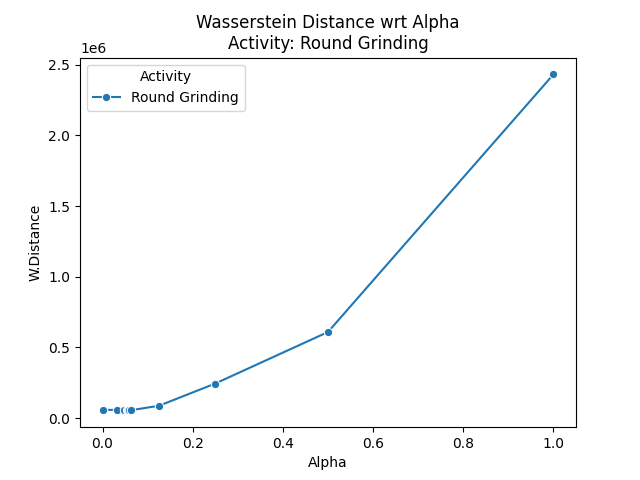 Wasserstein Distance wrt Alpha
Activity: Round Grinding
1e6
Activity
Round Grinding
2.5
2.0
1.5
1.0
0.5
0.0
W.Distance
0.0 0.2 0.4 0.6 0.8 1.0
Alpha